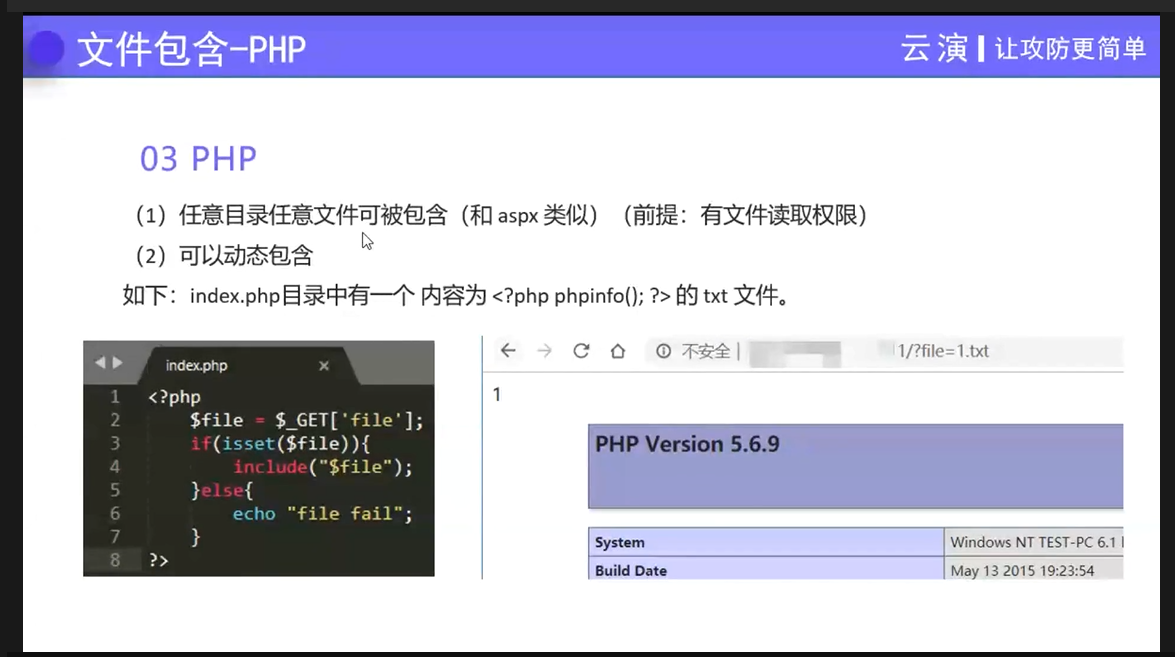 文件包含-PHP
云演 | 让攻防更简单
03 PHP
(1) 任意目录任意文件可被包含（和 aspx 类似）（前提：有文件读取权限）
(2) 可以动态包含
如下：index.php目录中有一个 内容为 <?php phpinfo(); ?> 的 txt 文件。
index.php ×
1 <?php
2 $file = $_GET['file'];
3 if(isset($file)){
4 include("$file");
5 }else{
6 echo "file fail";
7 }
8 ?>
不安全 | 1/?file=1.txt
1
PHP Version 5.6.9
System Windows NT TEST-PC 6.1
Build Date May 13 2015 19:23:54